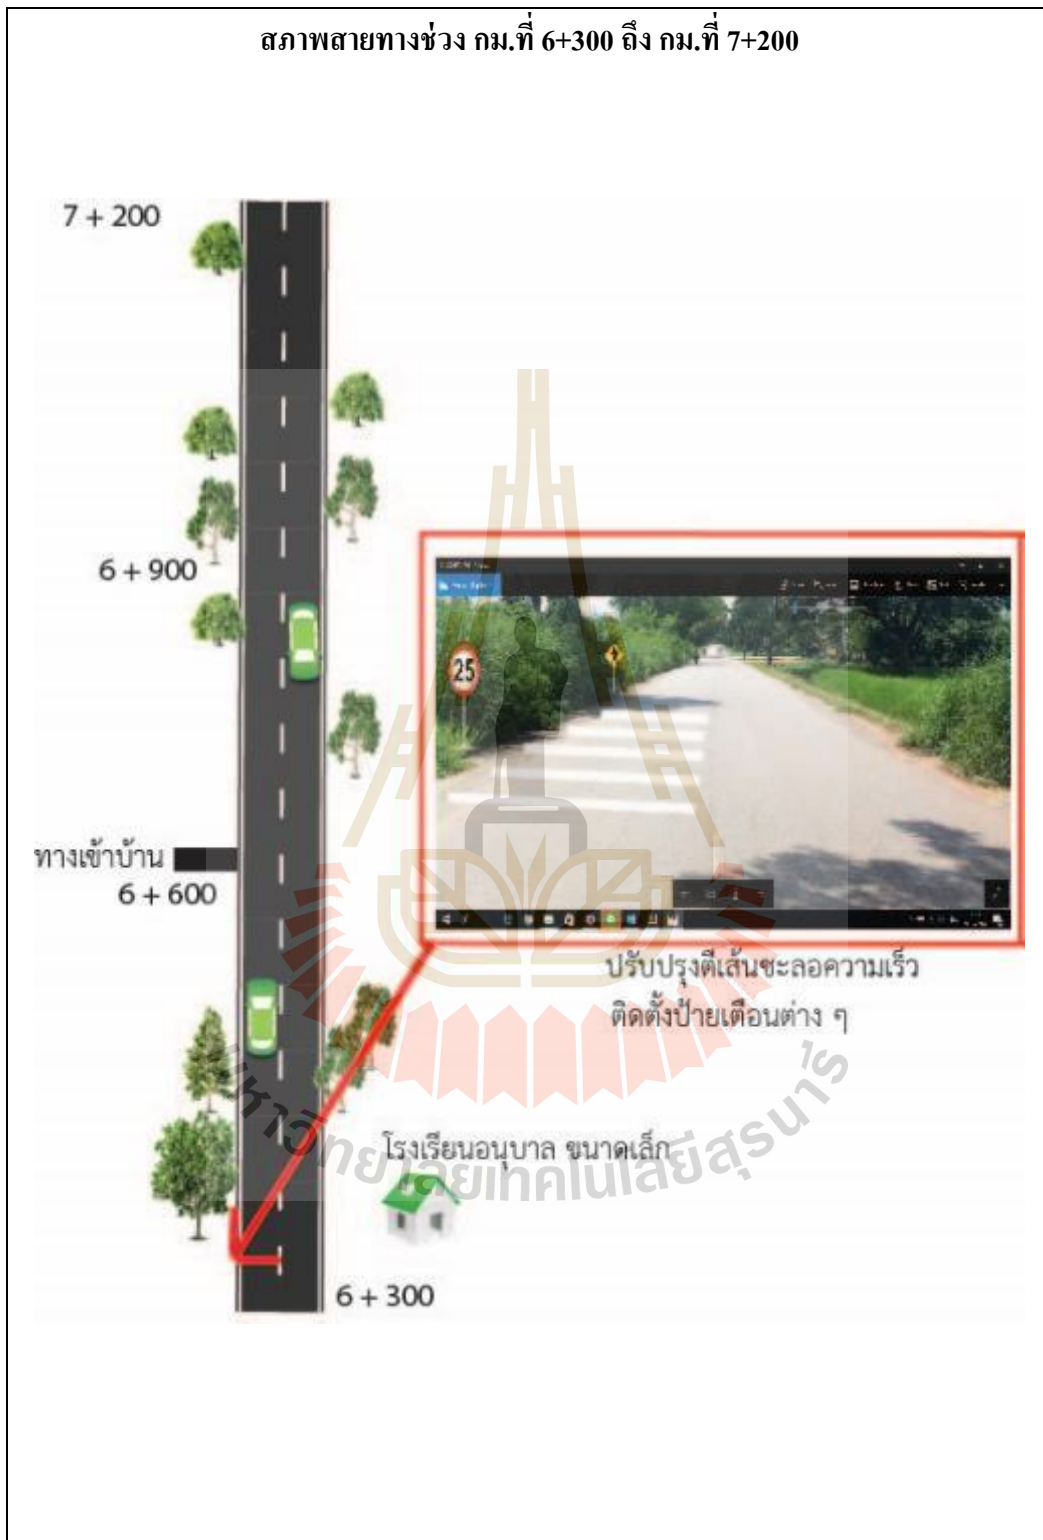 สภาพสายทางช่วง กม.ที่ 6+300 ถึง กม.ที่ 7+200
7 + 200
6 + 900
25
ทางเข้าบ้าน
6 + 600
ปรับปรุงตีเส้นชะลอความเร็ว
ติดตั้งป้ายเตือนต่าง ๆ
โรงเรียนอนุบาล ขนาดเล็ก
มหาวิทยาลัยเทคโนโลยีสุรนารี
6 + 300